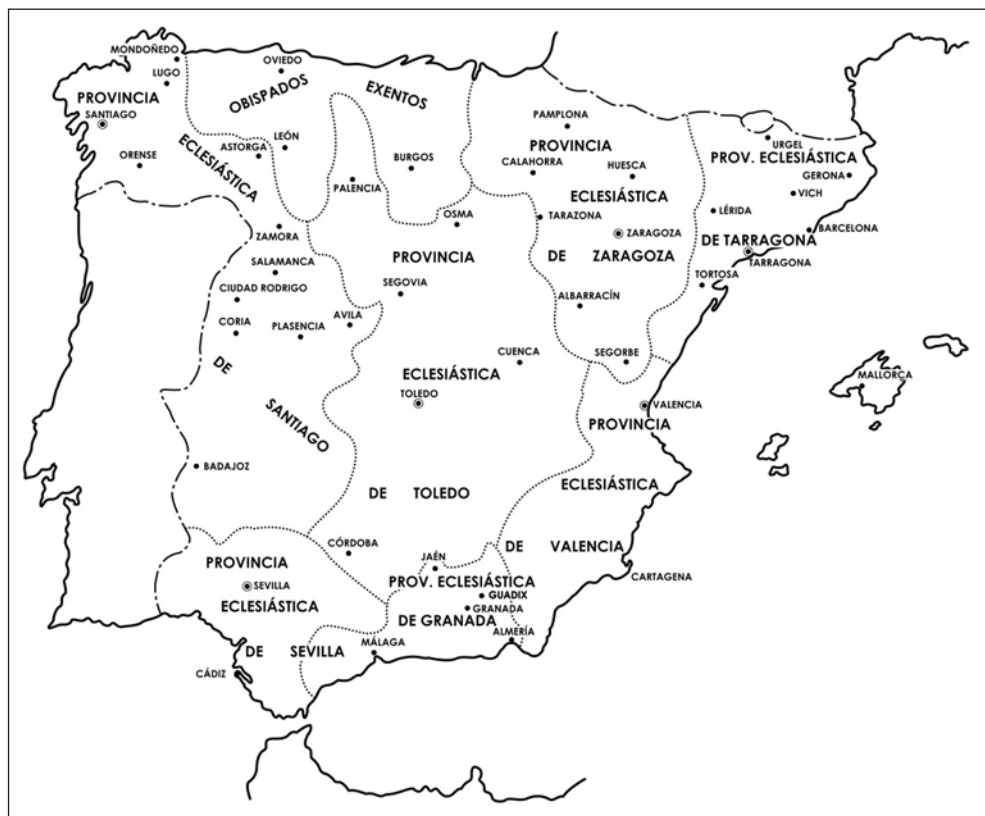 MONDOÑEDO
OVIEDO
LUGO
OBISPADOS
EXENTOS
PROVINCIA
SANTIAGO
ORENSE
ECLESIÁSTICA
ASTORGA
LEÓN
PALENCIA
BURGOS
PAMPLONA
PROVINCIA
CALAHORRA
HUESCA
ECLESIÁSTICA
TARAZONA
ZARAGOZA
DE ZARAGOZA
URGEL
PROV. ECLESIÁSTICA
GERONA
VICH
LÉRIDA
BARCELONA
DE TARRAGONA
TARRAGONA
TORTOSA
OSMA
ZAMORA
PROVINCIA
SALAMANCA
SEGOVIA
CIUDAD RODRIGO
ALBARRACÍN
CORIA
PLASENCIA
AVILA
CUENCA
SEGORBE
DE
ECLESIÁSTICA
TOLEDO
MALLORCA
VALENCIA
PROVINCIA
SANTIAGO
BADAJOZ
ECLESIÁSTICA
DE TOLEDO
CÓRDOBA
JAÉN
DE VALENCIA
PROVINCIA
SEVILLA
ECLESIÁSTICA
PROV. ECLESIÁSTICA
CARTAGENA
GUADIX
GRANADA
DE GRANADA
ALMERÍA
DE SEVILLA
MÁLAGA
CÁDIZ